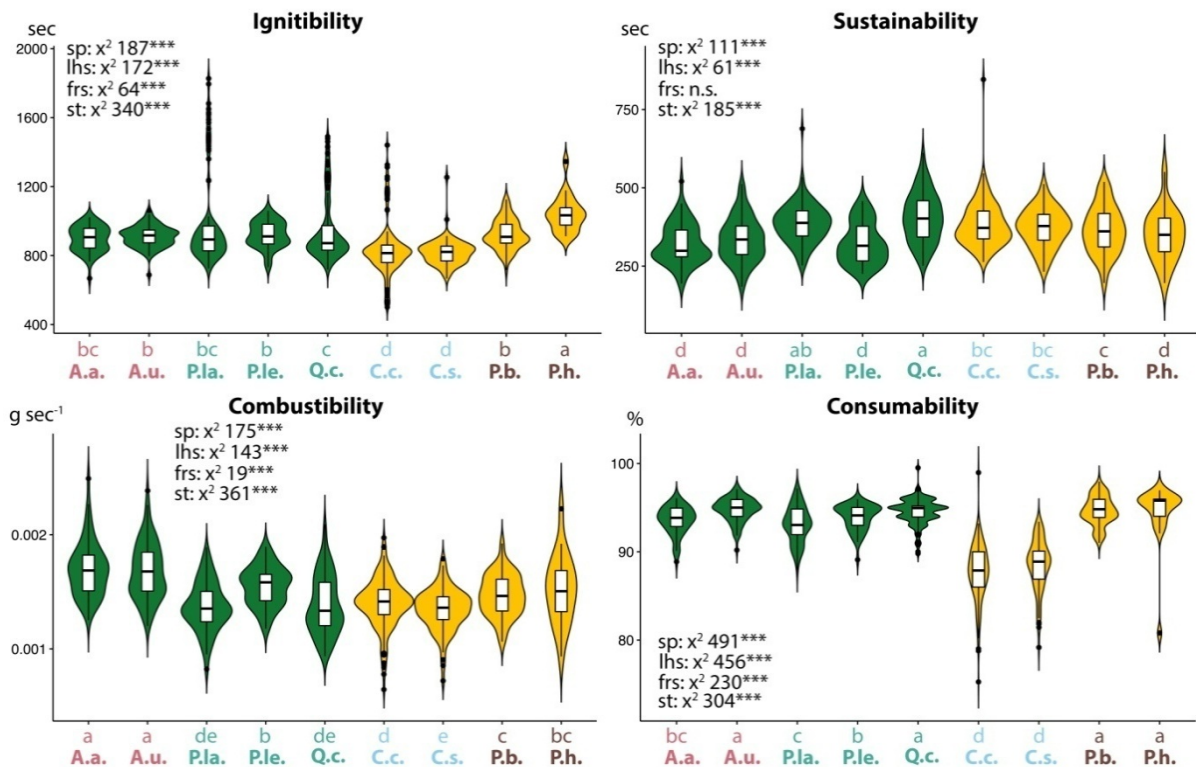 Ignitibility
sec
sp: x² 187***
lhs: x² 172***
frs: x² 64***
st: x² 340***
2000
1600
1200
800
400
bc b bc b c d d b a
A.a. A.u. P.la. P.le. Q.c. C.c. C.s. P.b. P.h.
Sustainability
sec
sp: x² 111***
lhs: x² 61***
frs: n.s.
st: x² 185***
750
500
250
d d ab d a bc bc c d
A.a. A.u. P.la. P.le. Q.c. C.c. C.s. P.b. P.h.
Combustibility
g sec⁻¹
sp: x² 175***
lhs: x² 143***
frs: x² 19***
st: x² 361***
0.002
0.001
a a de b de d e c bc
A.a. A.u. P.la. P.le. Q.c. C.c. C.s. P.b. P.h.
Consumability
%
100
90
80
sp: x² 491***
lhs: x² 456***
frs: x² 230***
st: x² 304***
bc a c b a d d a a
A.a. A.u. P.la. P.le. Q.c. C.c. C.s. P.b. P.h.